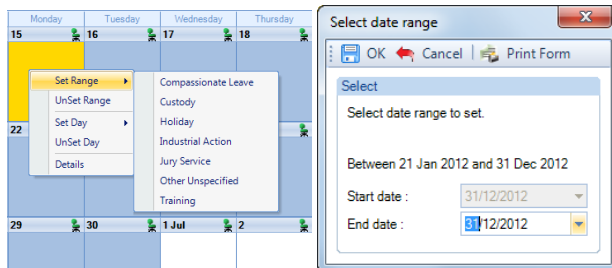 Monday Tuesday Wednesday Thursday
15 16 17 18
Set Range
UnSet Range
Set Day
UnSet Day
Details
Compassionate Leave
Custody
Holiday
Industrial Action
Jury Service
Other Unspecified
Training
22
29 30 1 Jul 2
Select date range
OK Cancel Print Form
Select
Select date range to set.
Between 21 Jan 2012 and 31 Dec 2012
Start date : 31/12/2012
End date : 31/12/2012